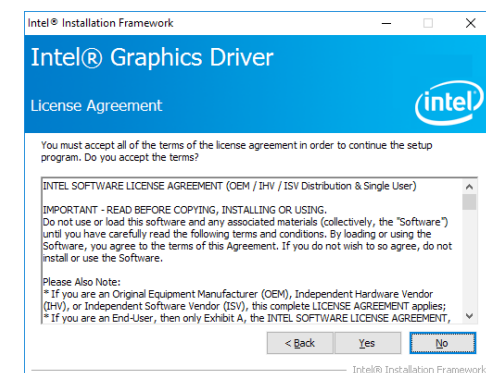 Intel® Installation Framework
Intel® Graphics Driver
License Agreement
intel
You must accept all of the terms of the license agreement in order to continue the setup
program. Do you accept the terms?
INTEL SOFTWARE LICENSE AGREEMENT (OEM / IHV / ISV Distribution & Single User)
IMPORTANT - READ BEFORE COPYING, INSTALLING OR USING.
Do not use or load this software and any associated materials (collectively, the "Software")
until you have carefully read the following terms and conditions. By loading or using the
Software, you agree to the terms of this Agreement. If you do not wish to so agree, do not
install or use the Software.
Please Also Note:
* If you are an Original Equipment Manufacturer (OEM), Independent Hardware Vendor
(IHV), or Independent Software Vendor (ISV), this complete LICENSE AGREEMENT applies;
* If you are an End-User, then only Exhibit A, the INTEL SOFTWARE LICENSE AGREEMENT,
< Back Yes No
Intel® Installation Framework